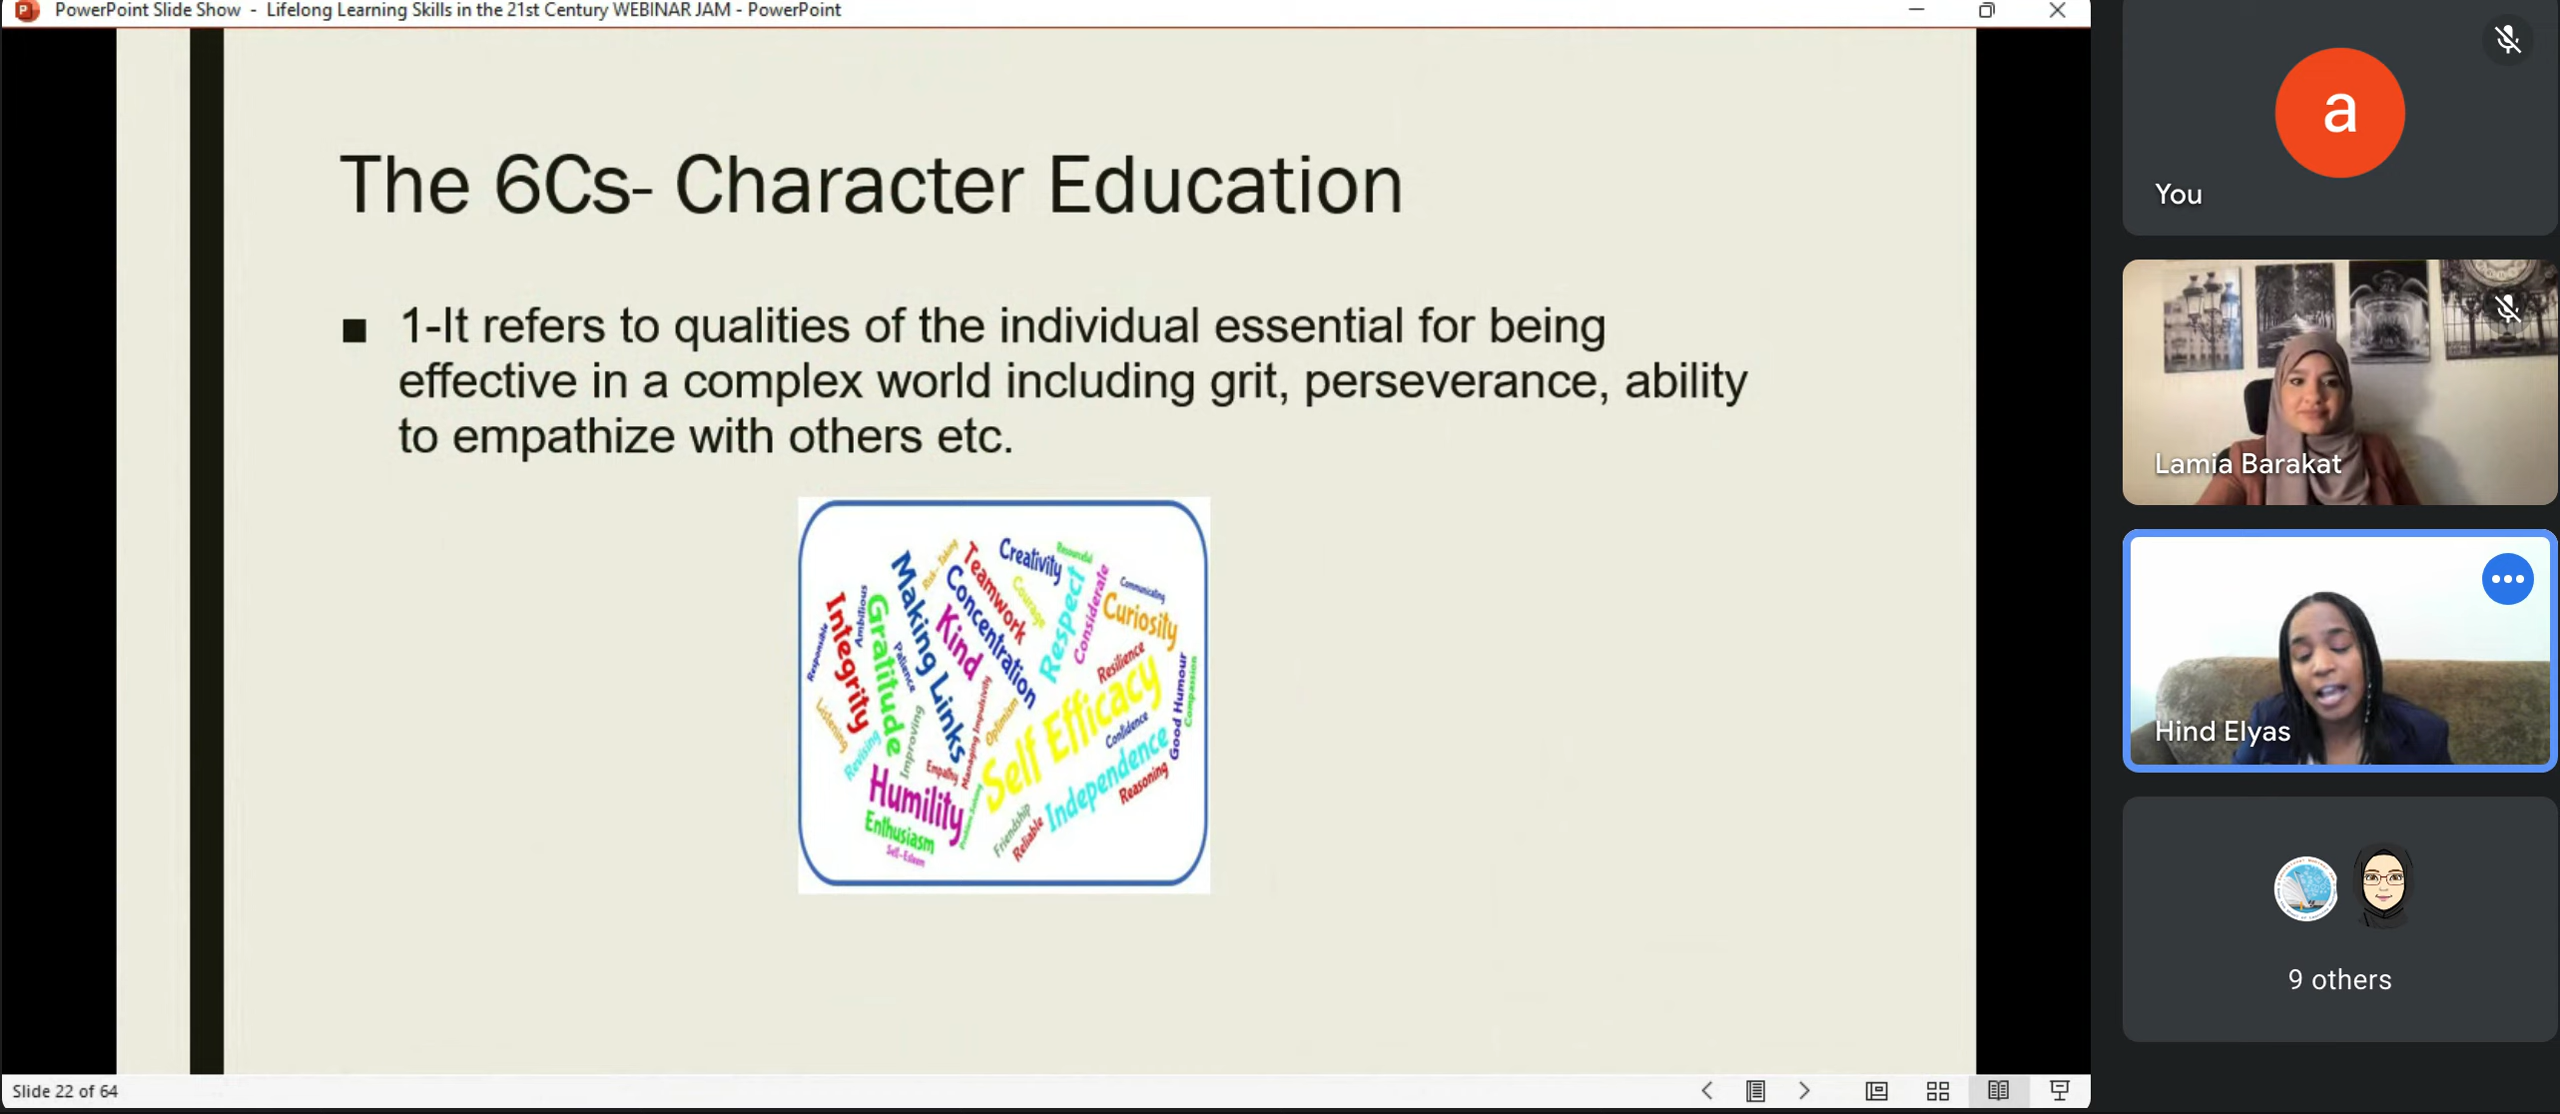 PowerPoint Slide Show - Lifelong Learning Skills in the 21st Century WEBINAR JAM - PowerPoint
The 6Cs- Character Education
1-It refers to qualities of the individual essential for being
effective in a complex world including grit, perseverance, ability
to empathize with others etc.
Creativity
Resourceful
Risk-Taking
Teamwork
Making Links
Concentration
Courage
Respect
Considerate
Communicating
Curiosity
Kind
Integrity
Ambitious
Gratitude
Responsible
Patience
Resilience
Self Efficacy
Good Humour
Compassion
Confidence
Optimism
Managing Impulsivity
Listening
Revising
Improving
Empathy
Independence
Reasoning
Humility
Enthusiasm
Self-Esteem
Friendship
Reliable
Slide 22 of 64
a
You
Lamia Barakat
Hind Elyas
9 others